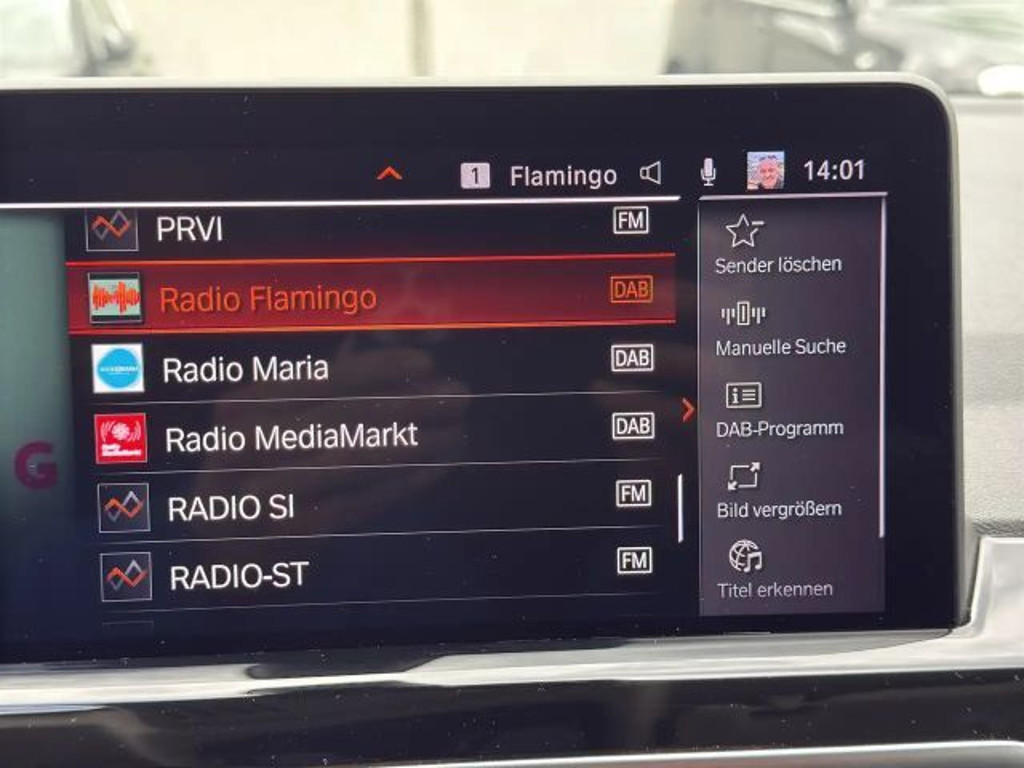 1 Flamingo 14:01
PRVI FM
Radio Flamingo DAB
Radio Maria DAB
Radio MediaMarkt DAB
RADIO SI FM
RADIO-ST FM
G
Sender löschen
Manuelle Suche
DAB-Programm
Bild vergrößern
Titel erkennen